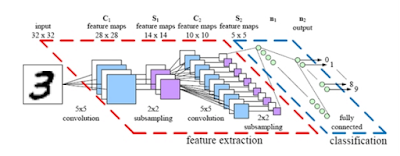 C₁ S₁ C₂ S₂ n₁ n₂
input feature maps feature maps feature maps feature maps output
32 x 32 28 x 28 14 x 14 10 x 10 5 x 5
0
1
3
8
9
5x5 2x2 5x5 2x2 fully
convolution subsampling convolution subsampling connected
feature extraction classification